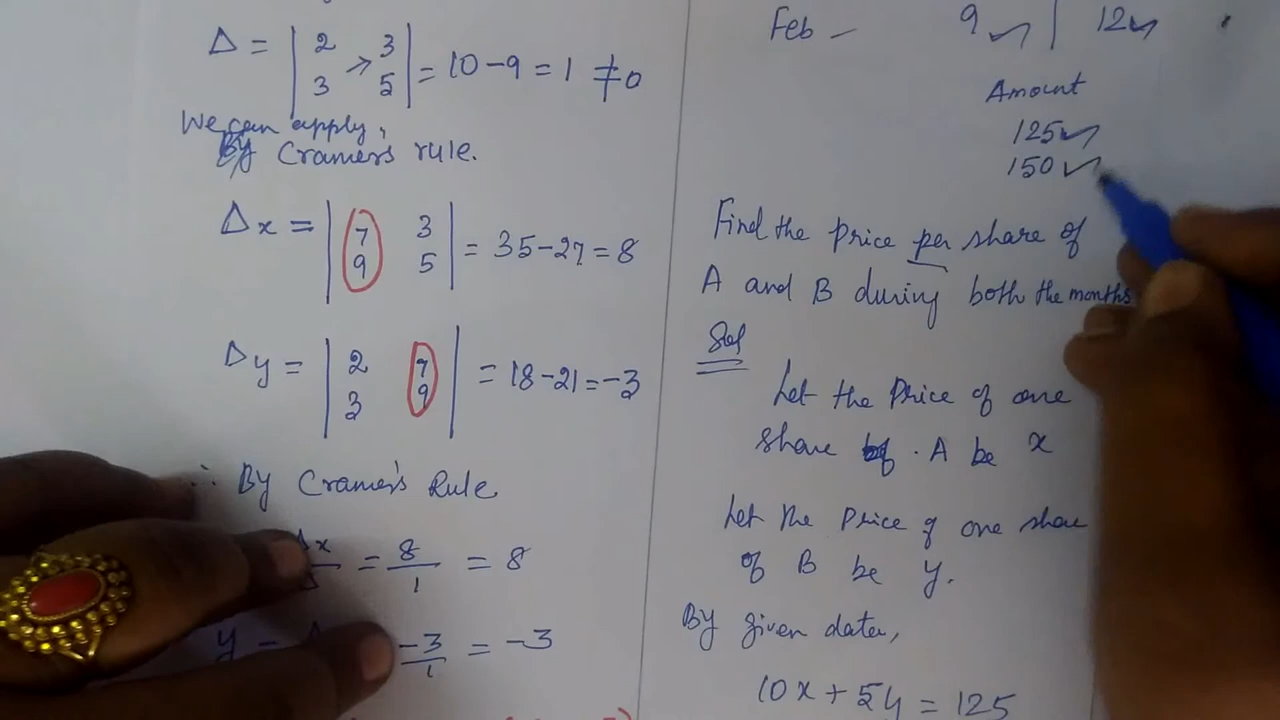 Δ = | 2 → 3 |
| 3 5 | = 10 - 9 = 1 ≠ 0
We can apply,
By Cramer's rule.
Δx = | 7 3 |
| 9 5 | = 35 - 27 = 8
Δy = | 2 7 |
| 3 9 | = 18 - 21 = -3
∴ By Cramer's Rule
Δx = 8/1 = 8
y = -3/1 = -3
Feb - 9 ✓ | 12 ✓
Amount
125 ✓
150 ✓
Find the price per share of
A and B during both the months
Sol
Let the Price of one
share of . A be x
Let the Price of one share
of B be y.
By given data,
10x + 5y = 125